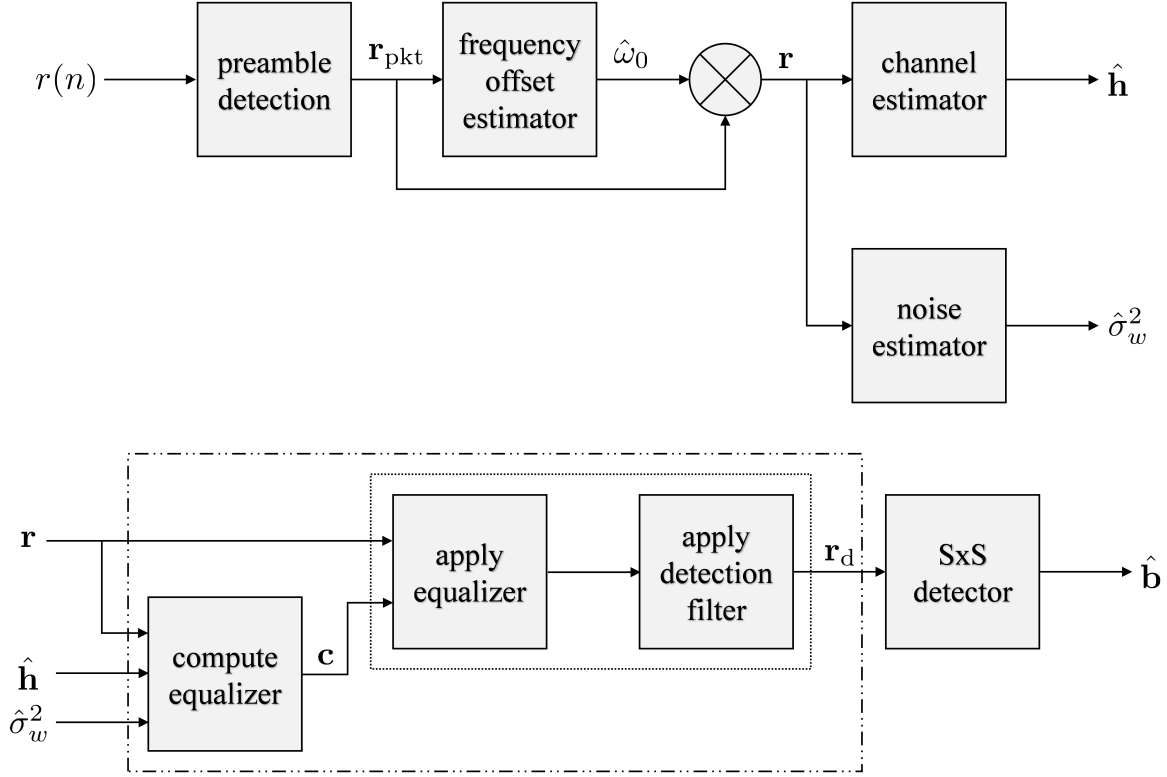 r(n)
preamble
detection
r_pkt
frequency
offset
estimator
ω̂_0
r
channel
estimator
ĥ
noise
estimator
σ̂_w^2
r
ĥ
σ̂_w^2
compute
equalizer
c
apply
equalizer
apply
detection
filter
r_d
SxS
detector
b̂